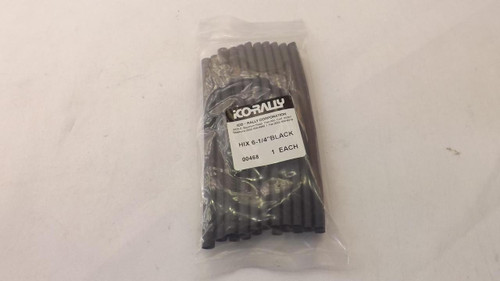 ICO-RALLY
ICO - RALLY CORPORATION
HIX 6-1/4" BLACK
00468 1 EACH